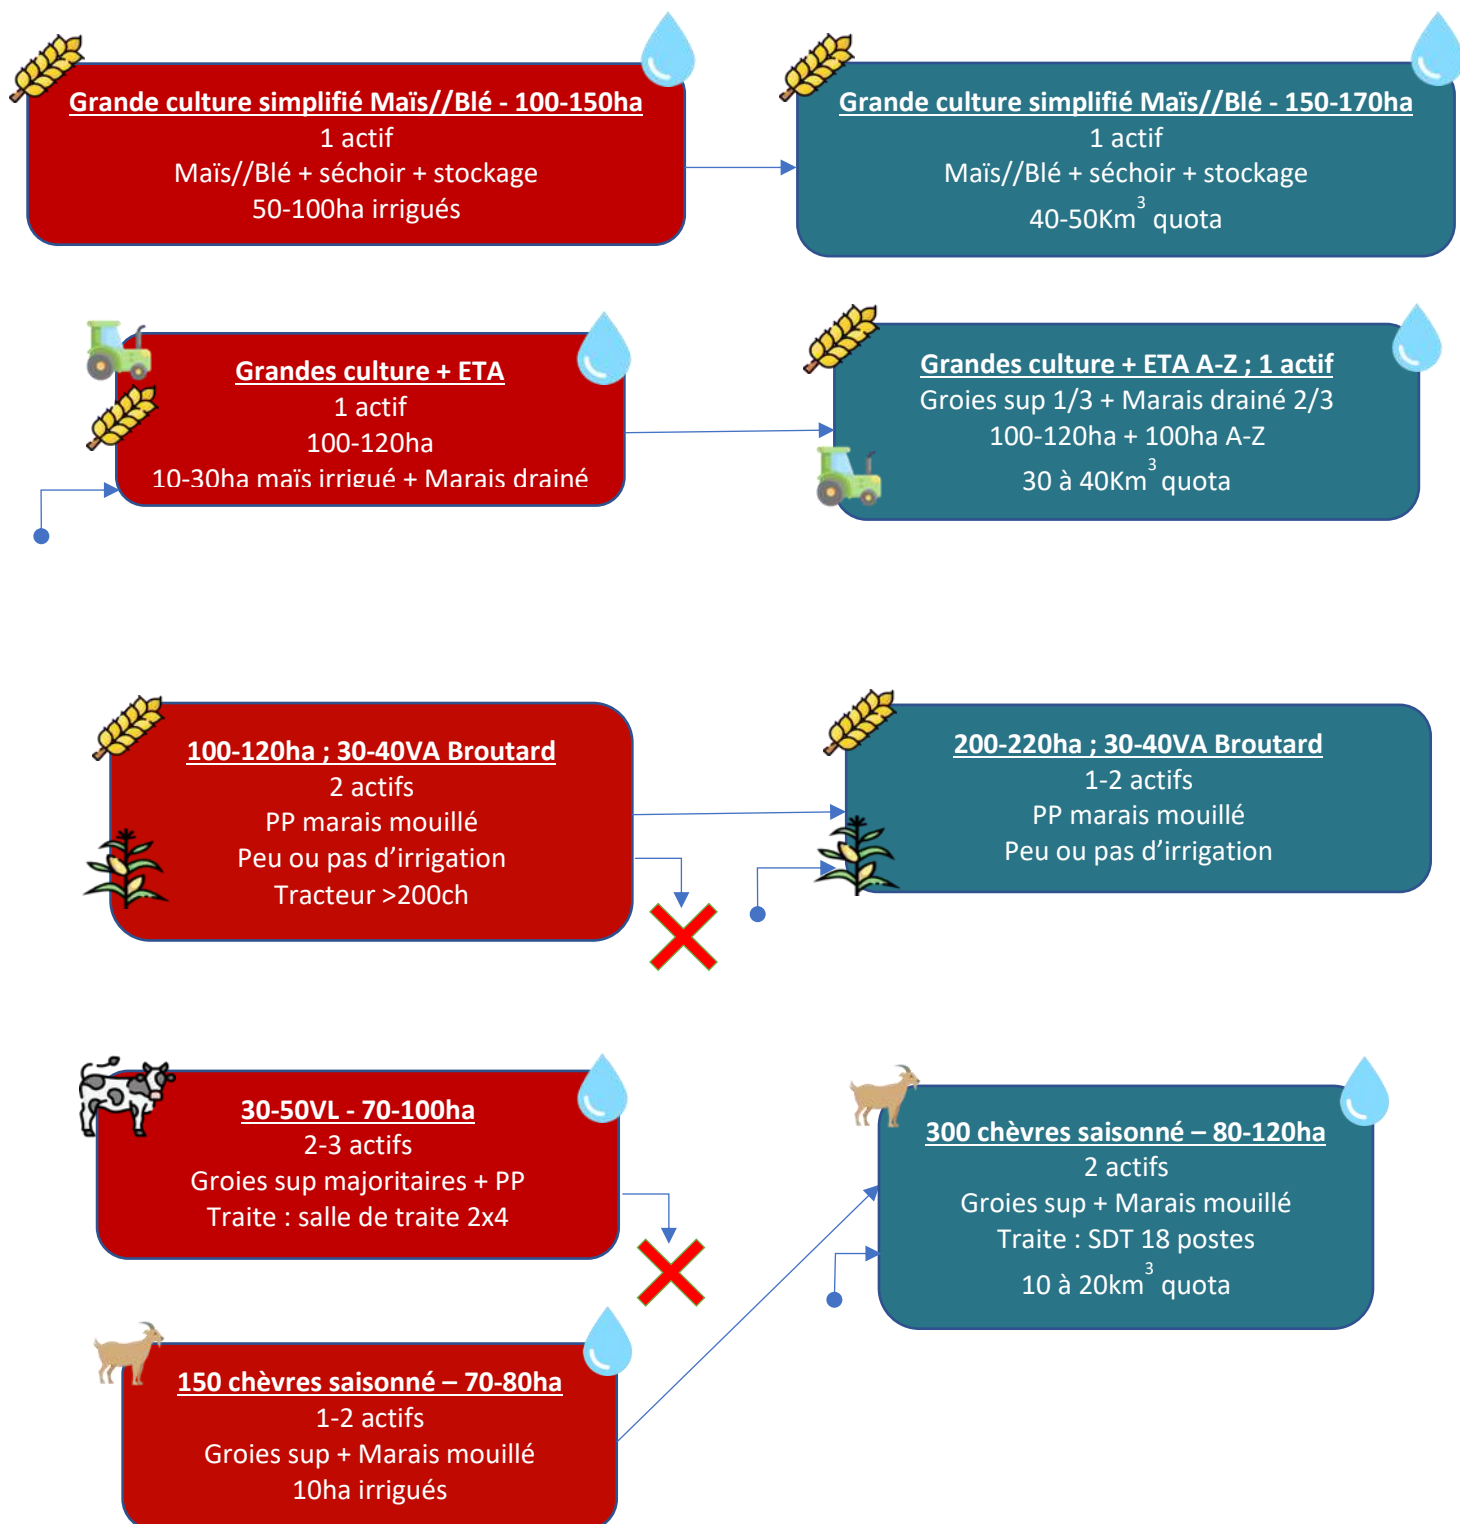 Grande culture simplifié Maïs//Blé - 100-150ha
1 actif
Maïs//Blé + séchoir + stockage
50-100ha irrigués
Grande culture simplifié Maïs//Blé - 150-170ha
1 actif
Maïs//Blé + séchoir + stockage
40-50Km³ quota
Grandes culture + ETA
1 actif
100-120ha
10-30ha maïs irrigué + Marais drainé
Grandes culture + ETA A-Z ; 1 actif
Groies sup 1/3 + Marais drainé 2/3
100-120ha + 100ha A-Z
30 à 40Km³ quota
100-120ha ; 30-40VA Broutard
2 actifs
PP marais mouillé
Peu ou pas d’irrigation
Tracteur >200ch
200-220ha ; 30-40VA Broutard
1-2 actifs
PP marais mouillé
Peu ou pas d’irrigation
30-50VL - 70-100ha
2-3 actifs
Groies sup majoritaires + PP
Traite : salle de traite 2x4
300 chèvres saisonné – 80-120ha
2 actifs
Groies sup + Marais mouillé
Traite : SDT 18 postes
10 à 20km³ quota
150 chèvres saisonné – 70-80ha
1-2 actifs
Groies sup + Marais mouillé
10ha irrigués